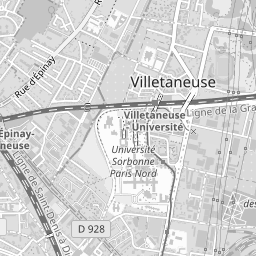 Rue d'Épinay
Villetaneuse
Villetaneuse
Université
Ligne de la Gra
Épinay-
neuse
Université
Sorbonne
Paris Nord
Ligne de Saint-Denis à D
D 928